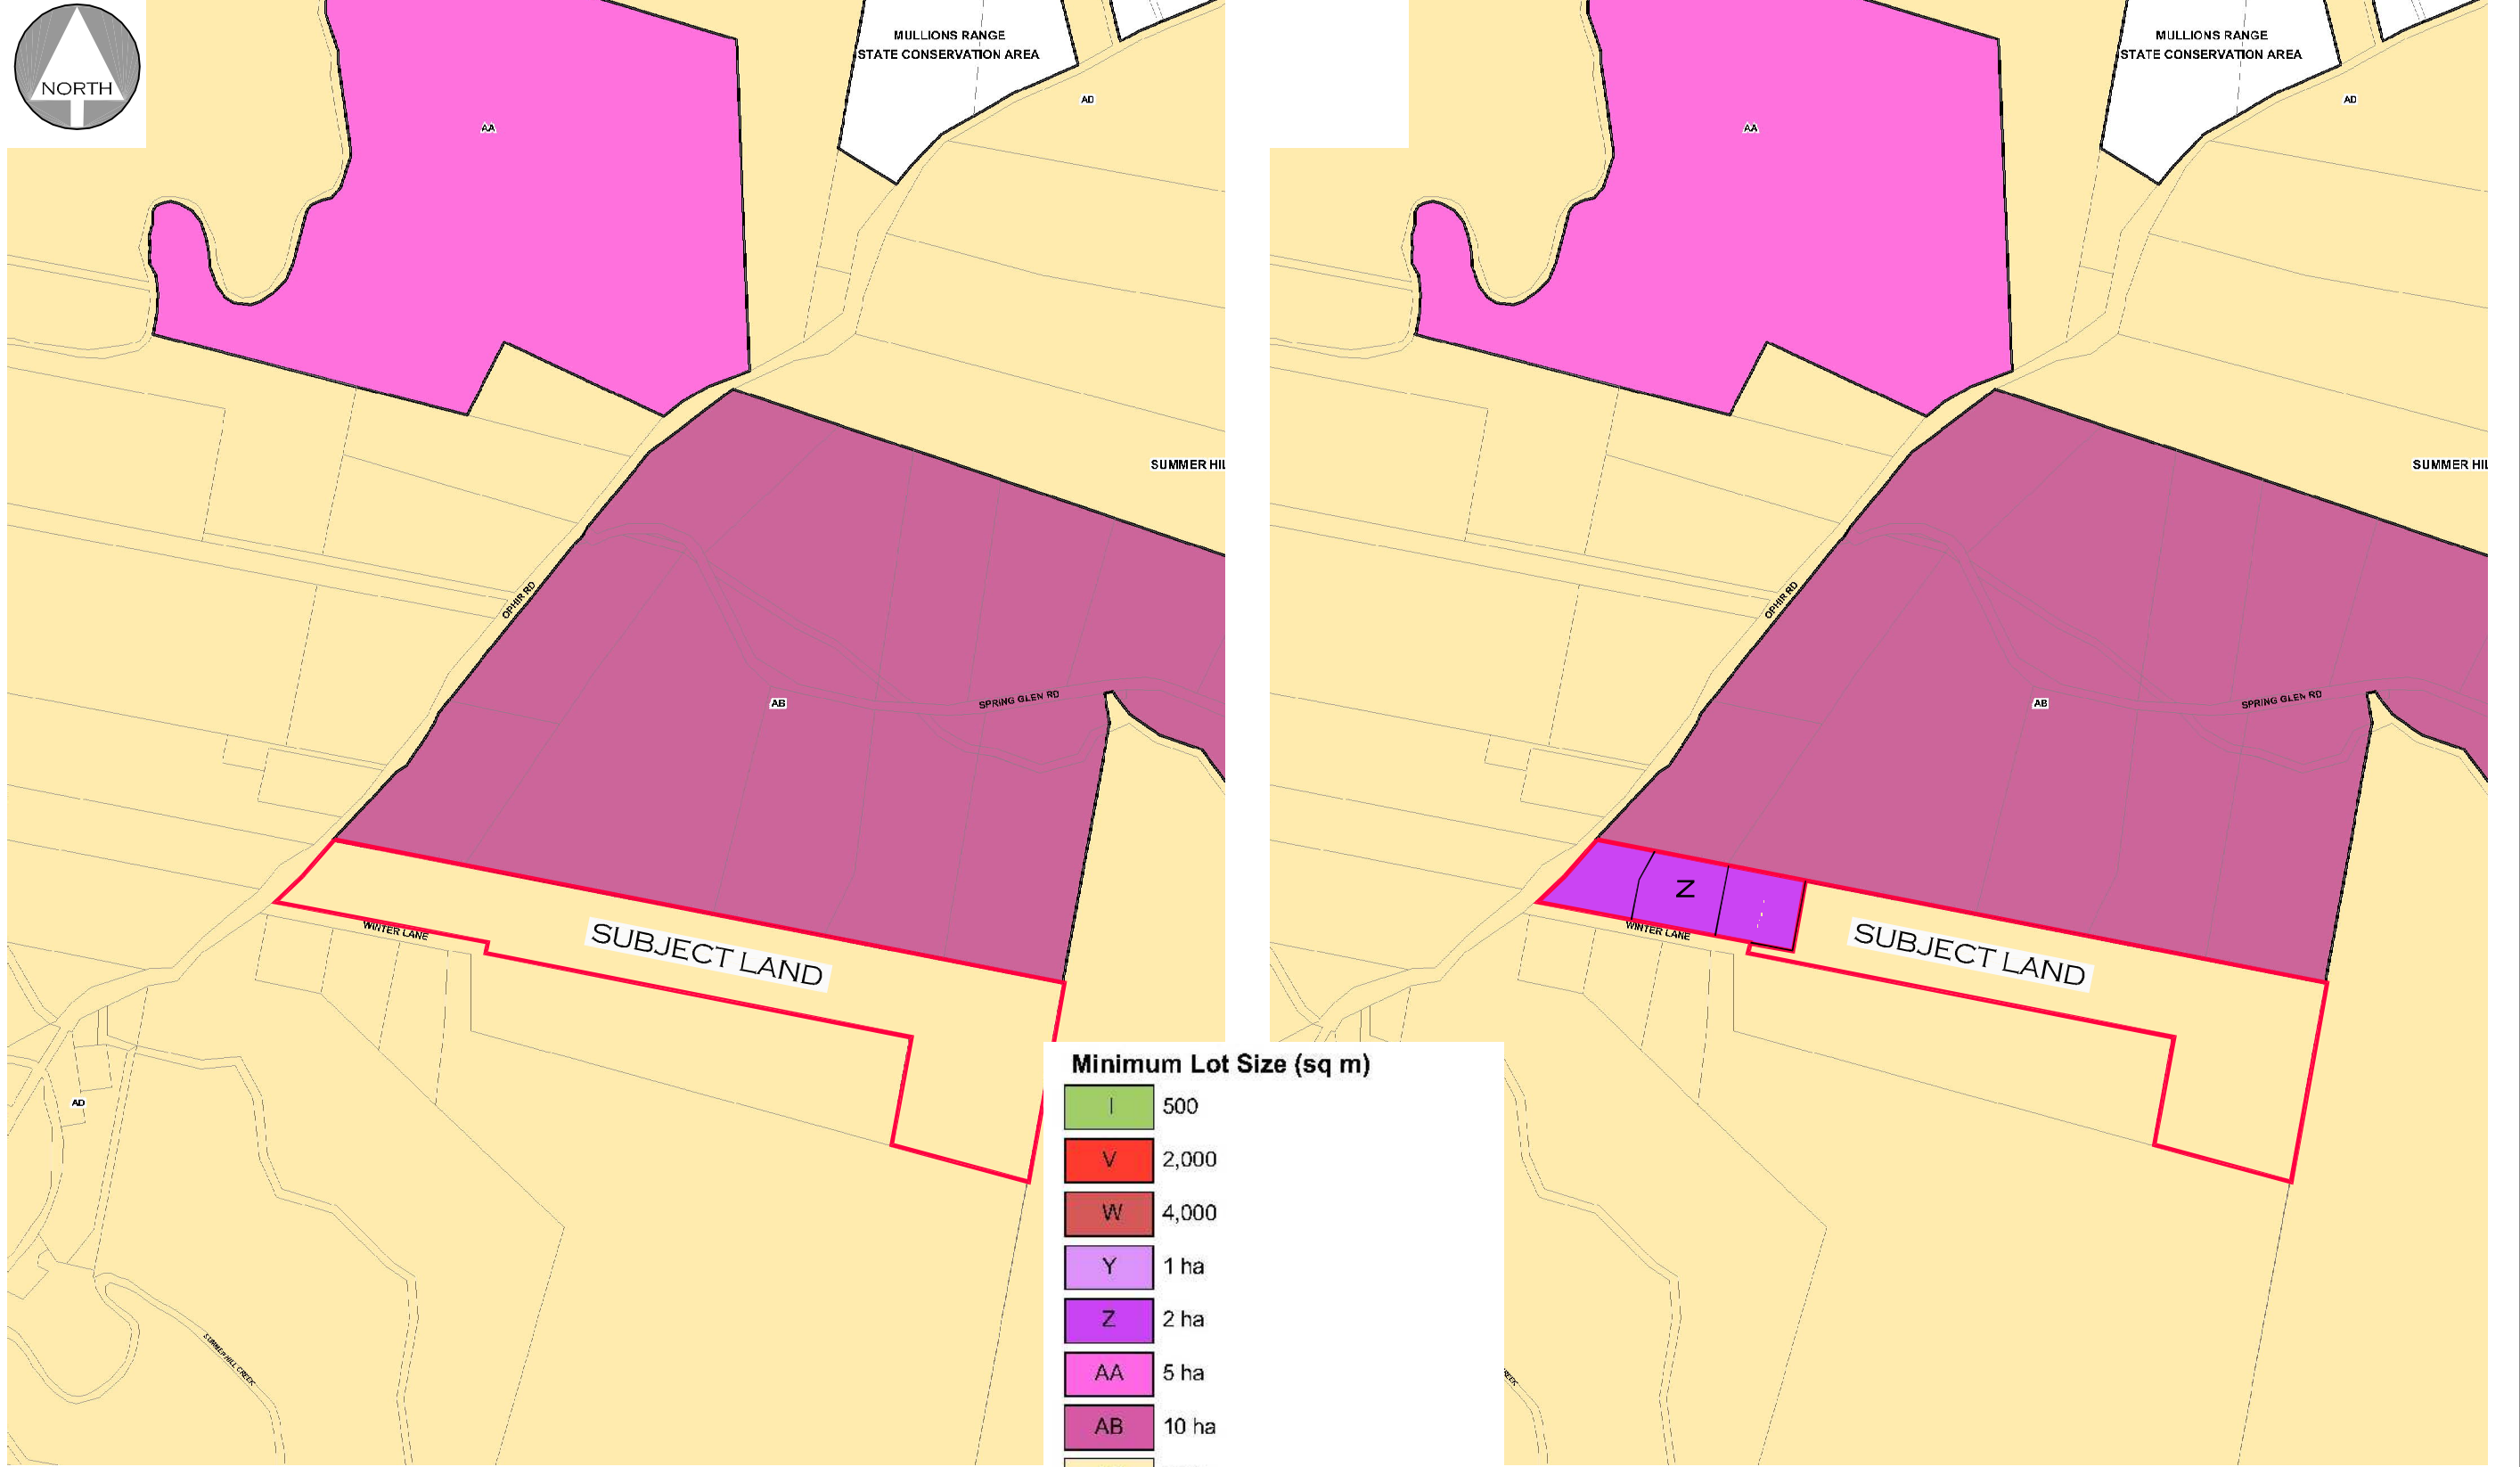 NORTH
MULLIONS RANGE
STATE CONSERVATION AREA
AD
AA
SUMMER HIL
OPHIR RD
SPRING GLEN RD
AB
WINTER LANE
SUBJECT LAND
AD
SUMMER HILL CREEK
MULLIONS RANGE
STATE CONSERVATION AREA
AD
AA
SUMMER HIL
OPHIR RD
SPRING GLEN RD
AB
Z
WINTER LANE
SUBJECT LAND
Minimum Lot Size (sq m)
I 500
V 2,000
W 4,000
Y 1 ha
Z 2 ha
AA 5 ha
AB 10 ha